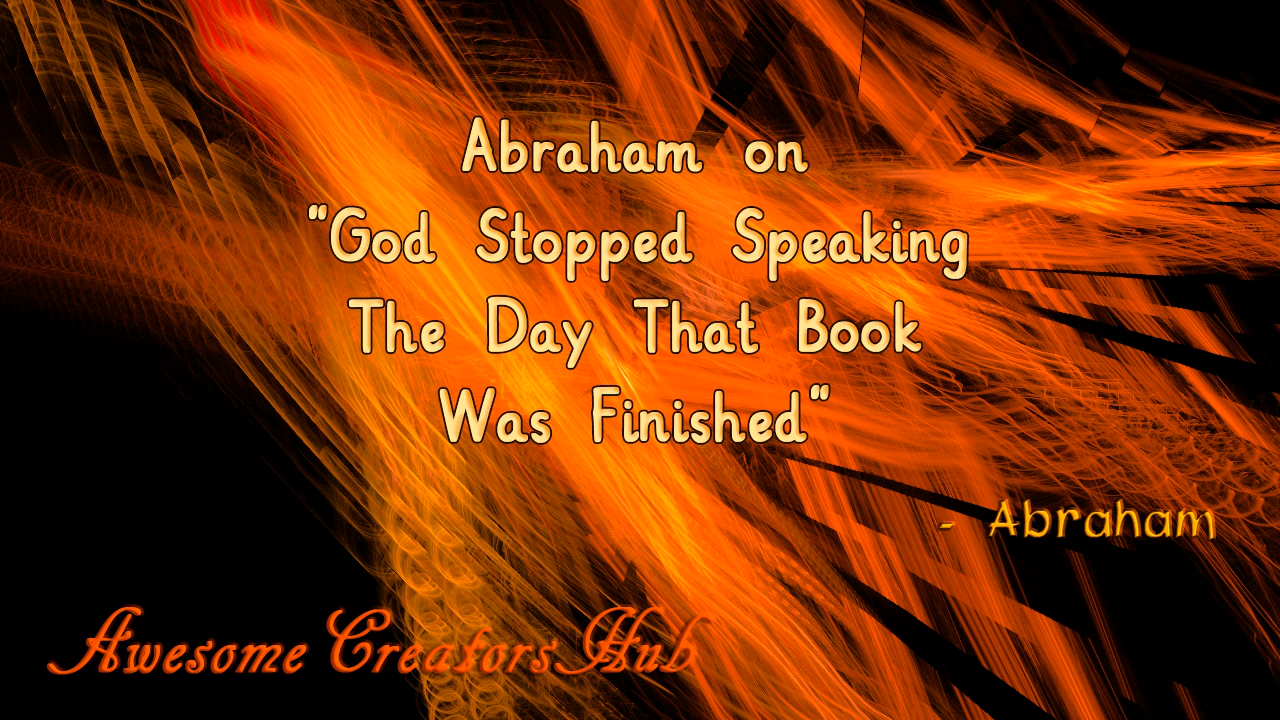 Abraham on
"God Stopped Speaking
The Day That Book
Was Finished"
- Abraham
Awesome Creators Hub